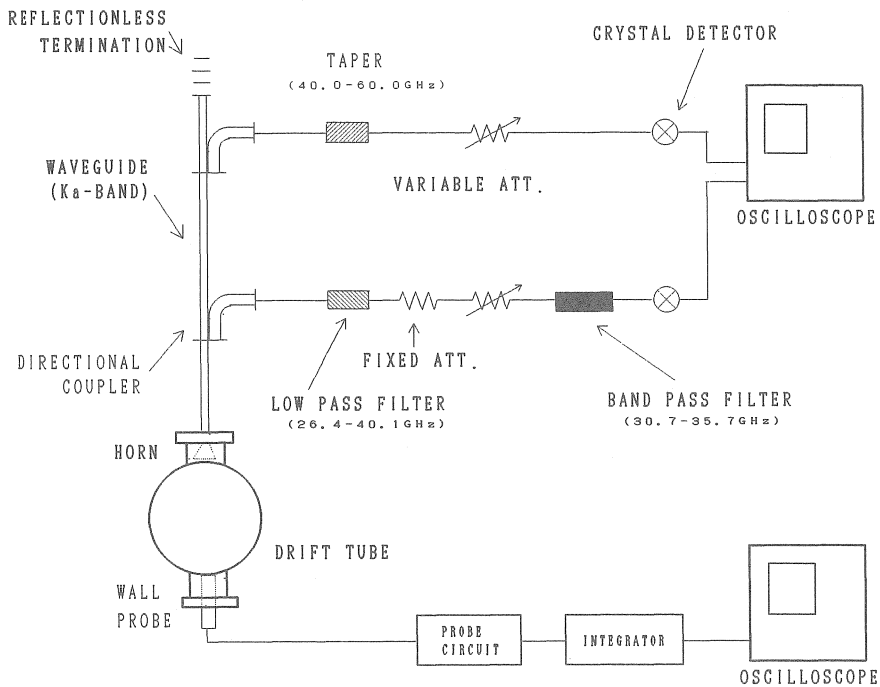 REFLECTIONLESS
TERMINATION
TAPER
(40.0-60.0GHz)
CRYSTAL DETECTOR
WAVEGUIDE
(Ka-BAND)
VARIABLE ATT.
OSCILLOSCOPE
DIRECTIONAL
COUPLER
FIXED ATT.
LOW PASS FILTER
(26.4-40.1GHz)
BAND PASS FILTER
(30.7-35.7GHz)
HORN
DRIFT TUBE
WALL
PROBE
PROBE
CIRCUIT
INTEGRATOR
OSCILLOSCOPE